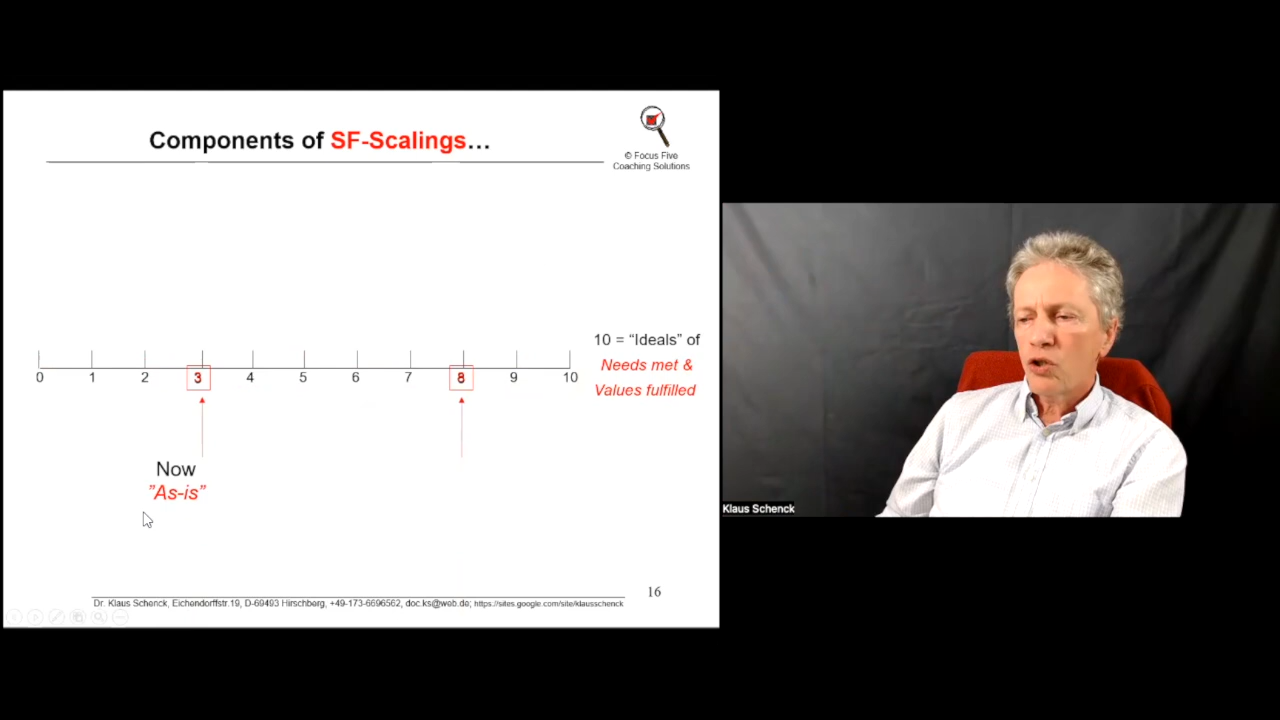 Components of SF-Scalings…
© Focus Five
Coaching Solutions
10 = “Ideals” of
Needs met &
Values fulfilled
0 1 2 3 4 5 6 7 8 9 10
Now
”As-is”
Klaus Schenck
16
Dr. Klaus Schenck, Eichendorffstr.19, D-69493 Hirschberg, +49-173-6696562, doc.ks@web.de; https://sites.google.com/site/klausschenck